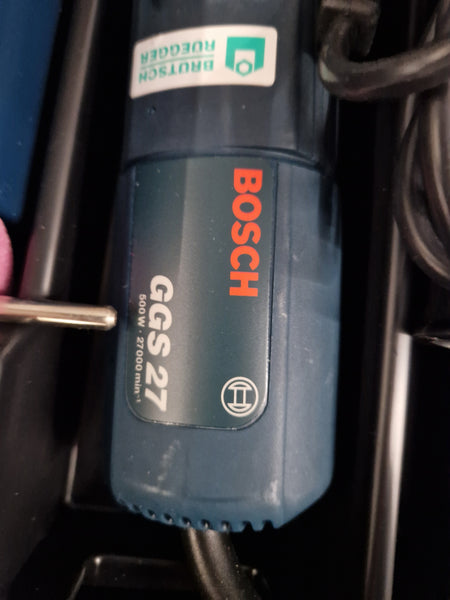 BRUTSCH
RUEGGER
BOSCH
GGS 27
500 W · 27 000 min⁻¹